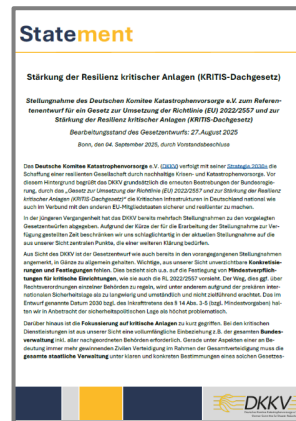 Statement
Stärkung der Resilienz kritischer Anlagen (KRITIS-Dachgesetz)
Stellungnahme des Deutschen Komitee Katastrophenvorsorge e.V. zum Referen-
tenentwurf für ein Gesetz zur Umsetzung der Richtlinie (EU) 2022/2557 und zur
Stärkung der Resilienz kritischer Anlagen (KRITIS-Dachgesetz)
Bearbeitungsstand des Gesetzentwurfs: 27.August 2025
Bonn, den 04. September 2025, durch Vorstandsbeschluss
Das Deutsche Komitee Katastrophenvorsorge e.V. (DKKV) verfolgt mit seiner Strategie 2030+ die
Schaffung einer resilienten Gesellschaft durch nachhaltige Krisen- und Katastrophenvorsorge. Vor
diesem Hintergrund begrüßt das DKKV grundsätzlich die erneuten Bestrebungen der Bundesregie-
rung, durch das „Gesetz zur Umsetzung der Richtlinie (EU) 2022/2557 und zur Stärkung der Resilienz
kritischer Anlagen (KRITIS-Dachgesetz)" die Kritischen Infrastrukturen in Deutschland national wie
auch im Verbund mit den anderen EU-Mitgliedstaaten sicherer und resilienter zu machen.
In der jüngeren Vergangenheit hat das DKKV bereits mehrfach Stellungnahmen zu den vorgelegten
Gesetzentwürfen abgegeben. Aufgrund der Kürze der für die Erarbeitung der Stellungnahme zur Ver-
fügung gestellten Zeit beschränken wir uns schlaglichtartig in der aktuellen Stellungnahme auf die
aus unserer Sicht zentralen Punkte, die einer weiteren Klärung bedürfen.
Aus Sicht des DKKV ist der Gesetzentwurf wie auch bereits in den vorangegangenen Stellungnahmen
angemerkt, in Gänze zu allgemein gehalten. Wichtige, aus unserer Sicht unverzichtbare Konkretisie-
rungen und Festlegungen fehlen. Dies bezieht sich u.a. auf die Festlegung von Mindestverpflich-
tungen für kritische Einrichtungen, wie sie auch die RL 2022/2557 vorsieht. Der Weg, dies ggf. über
Rechtsverordnungen einzelner Behörden zu regeln, wird unter anderem aufgrund der prekären inter-
nationalen Sicherheitslage als zu langwierig und umständlich und nicht zielführend erachtet. Das im
Entwurf genannte Datum 2030 bzgl. des Inkrafttretens des § 14 Abs. 3-5 (bzgl. Mindestvorgaben) hal-
ten wir in Anbetracht der sicherheitspolitischen Lage als höchst problematisch.
Darüber hinaus ist die Fokussierung auf kritische Anlagen zu kurz gegriffen. Bei den kritischen
Dienstleistungen ist aus unserer Sicht eine vollumfängliche Einbeziehung z.B. der gesamten Bundes-
verwaltung inkl. aller nachgeordneten Behörden erforderlich. Gerade unter Aspekten einer an Be-
deutung immer mehr gewinnenden Zivilen Verteidigung im Rahmen der Gesamtverteidigung muss die
gesamte staatliche Verwaltung unter klaren und konkreten Bestimmungen eines solchen Gesetzes
DKKV